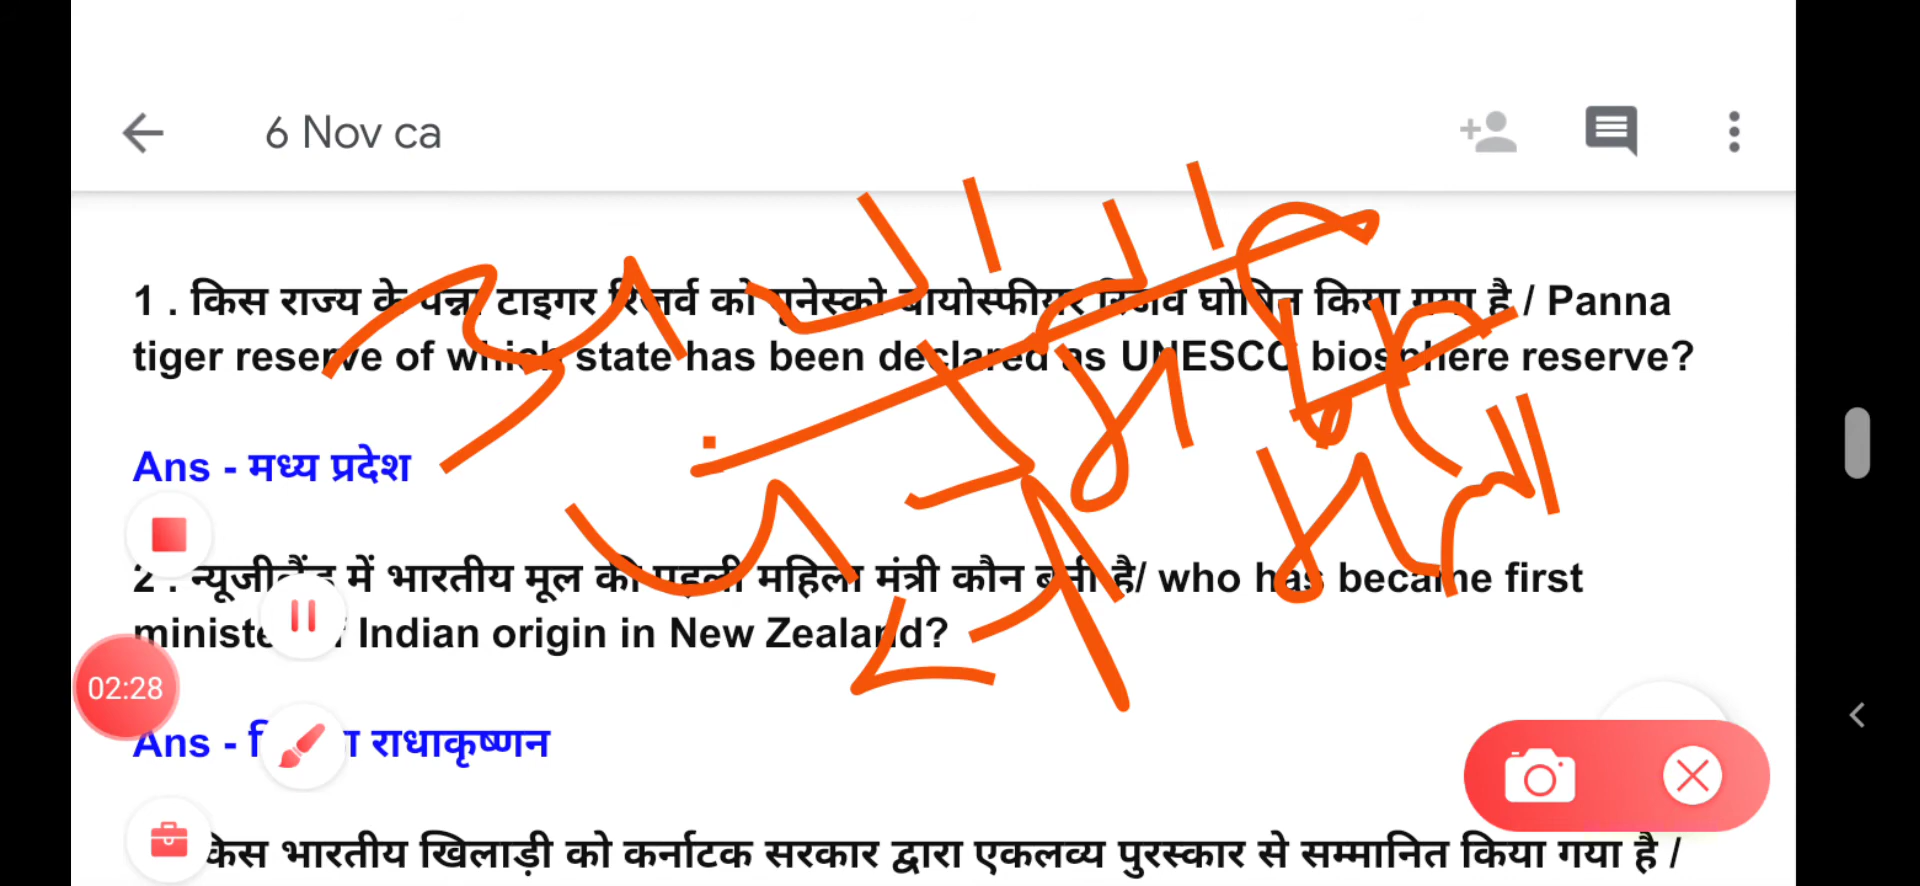 6 Nov ca
1 . किस राज्य के पन्ना टाइगर रिजर्व को यूनेस्को बायोस्फीयर रिजर्व घोषित किया गया है / Panna
tiger reserve of which state has been declared as UNESCO biosphere reserve?
Ans - मध्य प्रदेश
2 . न्यूजीलैंड में भारतीय मूल की पहली महिला मंत्री कौन बनी है/ who has became first
minister of Indian origin in New Zealand?
02:28
Ans - राधाकृष्णन
किस भारतीय खिलाड़ी को कर्नाटक सरकार द्वारा एकलव्य पुरस्कार से सम्मानित किया गया है /